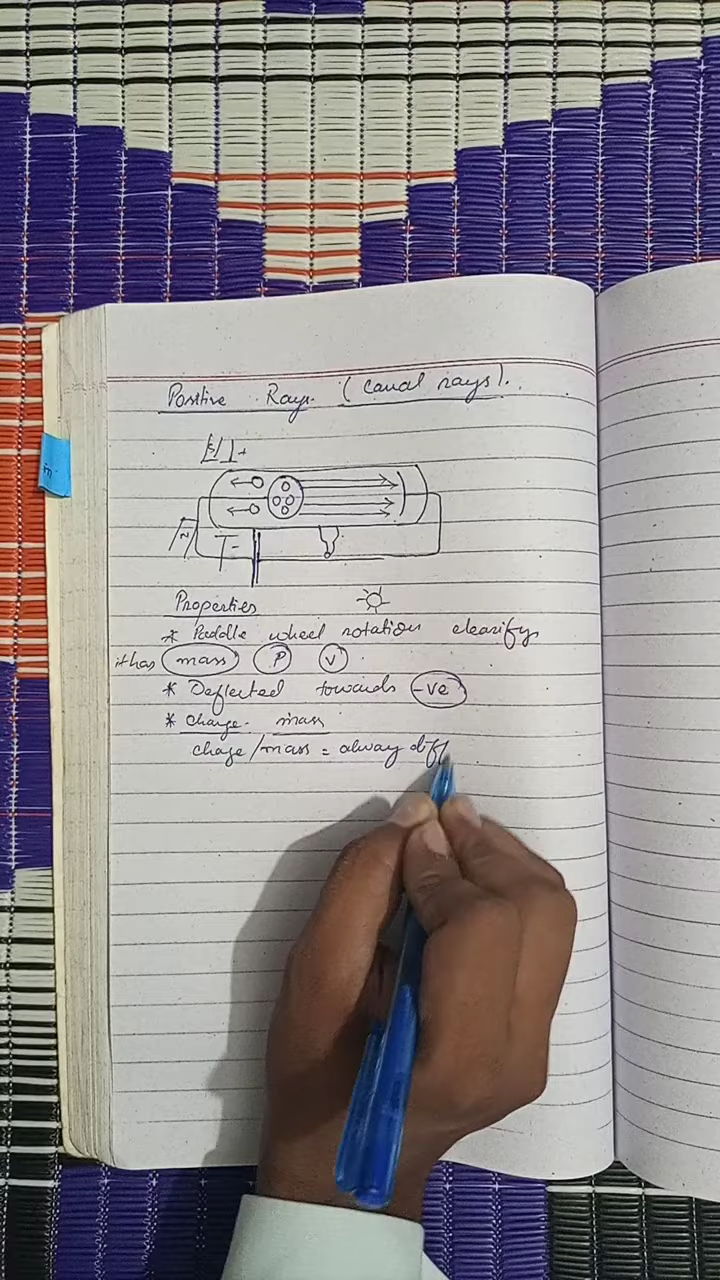 Positive Rays. (canal rays).
Properties
* Paddle wheel rotation clearify
it has mass P v
* Deflected towards -ve
* charge mass
charge/mass = alway diff